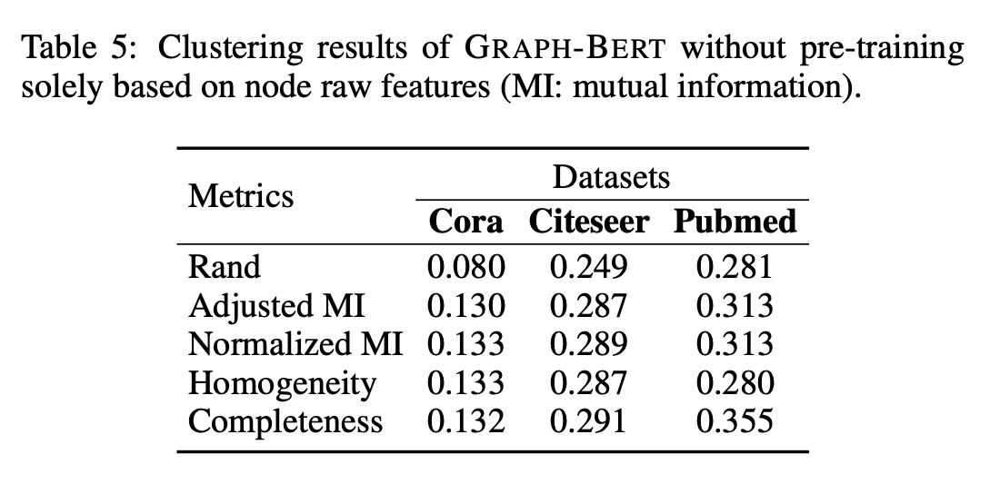 Table 5: Clustering results of GRAPH-BERT without pre-training
solely based on node raw features (MI: mutual information).
Metrics Datasets
Cora Citeseer Pubmed
Rand 0.080 0.249 0.281
Adjusted MI 0.130 0.287 0.313
Normalized MI 0.133 0.289 0.313
Homogeneity 0.133 0.287 0.280
Completeness 0.132 0.291 0.355